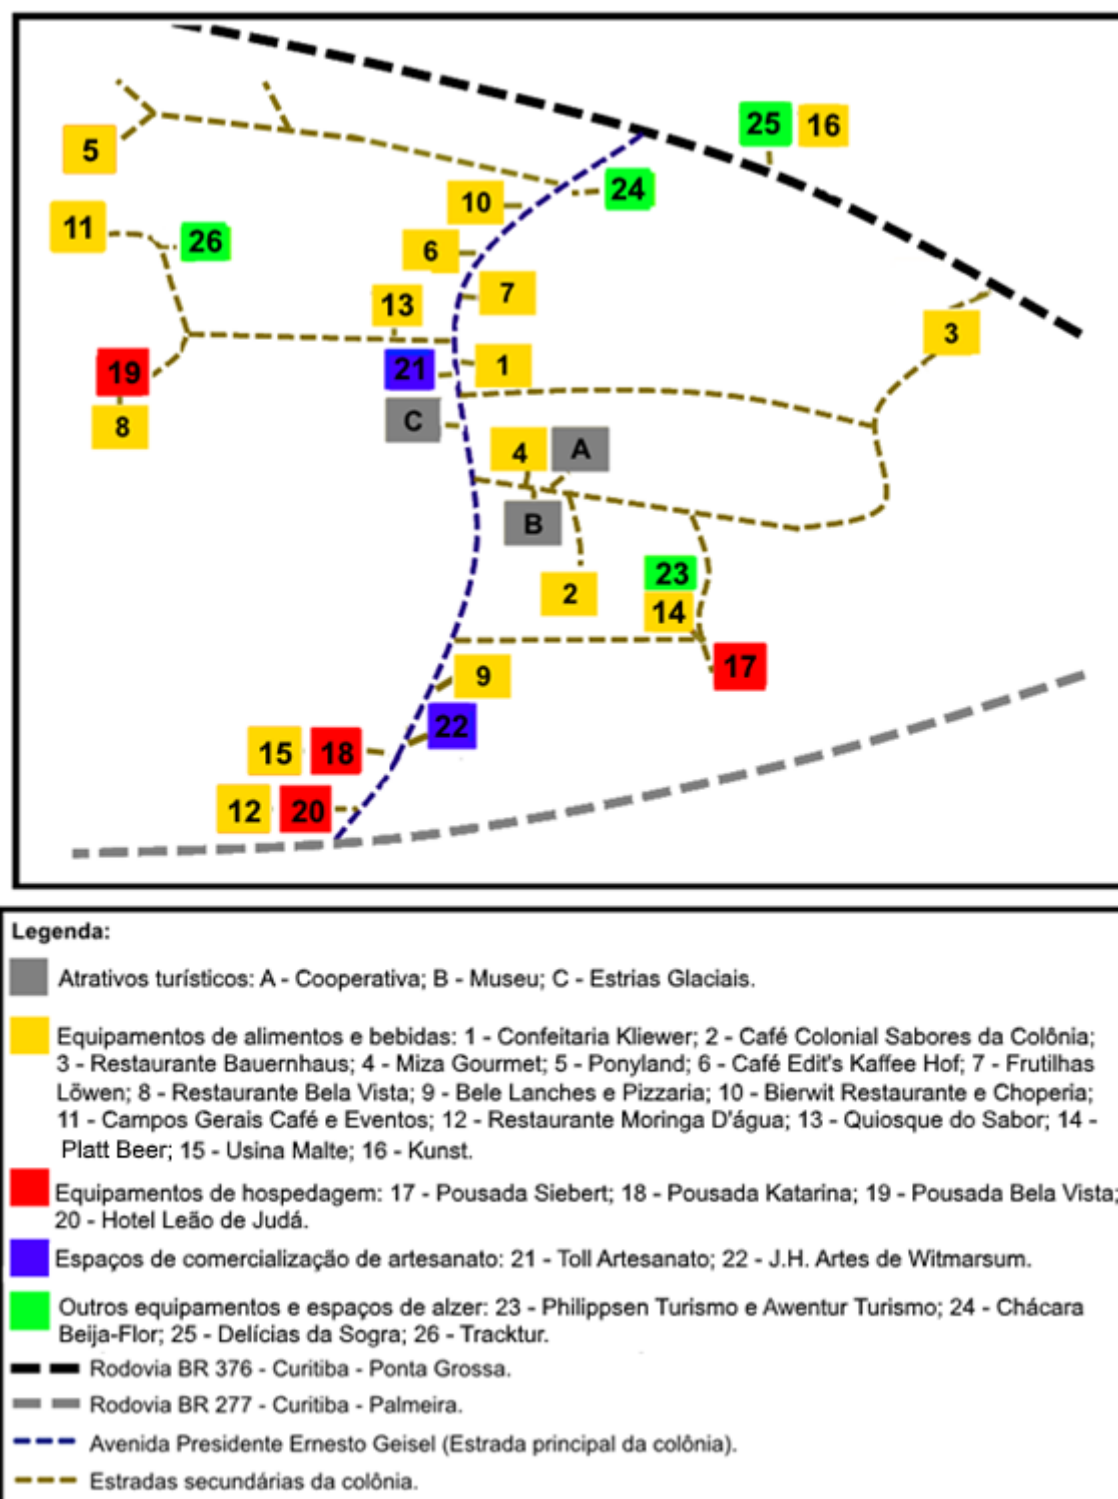 25 16
5
24
10
11
26
6
7
13
3
21 1
19
C
8
4 A
B
23
2
14
17
9
22
15 18
12 20
Legenda:
Atrativos turísticos: A - Cooperativa; B - Museu; C - Estrias Glaciais.
Equipamentos de alimentos e bebidas: 1 - Confeitaria Kliewer; 2 - Café Colonial Sabores da Colônia;
3 - Restaurante Bauernhaus; 4 - Miza Gourmet; 5 - Ponyland; 6 - Café Edit's Kaffee Hof; 7 - Frutilhas
Löwen; 8 - Restaurante Bela Vista; 9 - Bele Lanches e Pizzaria; 10 - Bierwit Restaurante e Choperia;
11 - Campos Gerais Café e Eventos; 12 - Restaurante Moringa D'água; 13 - Quiosque do Sabor; 14 -
Platt Beer; 15 - Usina Malte; 16 - Kunst.
Equipamentos de hospedagem: 17 - Pousada Siebert; 18 - Pousada Katarina; 19 - Pousada Bela Vista;
20 - Hotel Leão de Judá.
Espaços de comercialização de artesanato: 21 - Toll Artesanato; 22 - J.H. Artes de Witmarsum.
Outros equipamentos e espaços de alzer: 23 - Philippsen Turismo e Awentur Turismo; 24 - Chácara
Beija-Flor; 25 - Delícias da Sogra; 26 - Tracktur.
Rodovia BR 376 - Curitiba - Ponta Grossa.
Rodovia BR 277 - Curitiba - Palmeira.
Avenida Presidente Ernesto Geisel (Estrada principal da colônia).
Estradas secundárias da colônia.